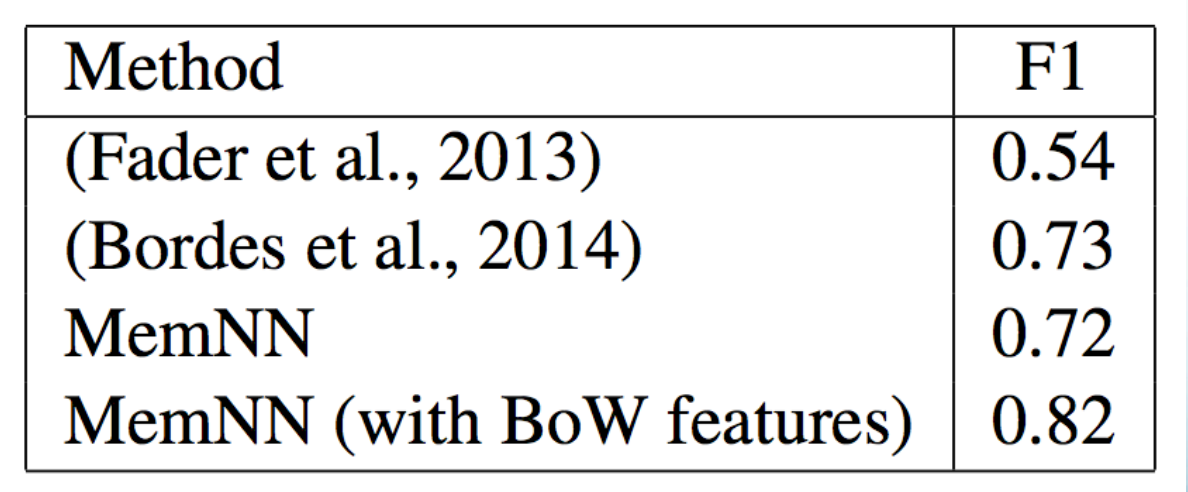 Method F1
(Fader et al., 2013) 0.54
(Bordes et al., 2014) 0.73
MemNN 0.72
MemNN (with BoW features) 0.82